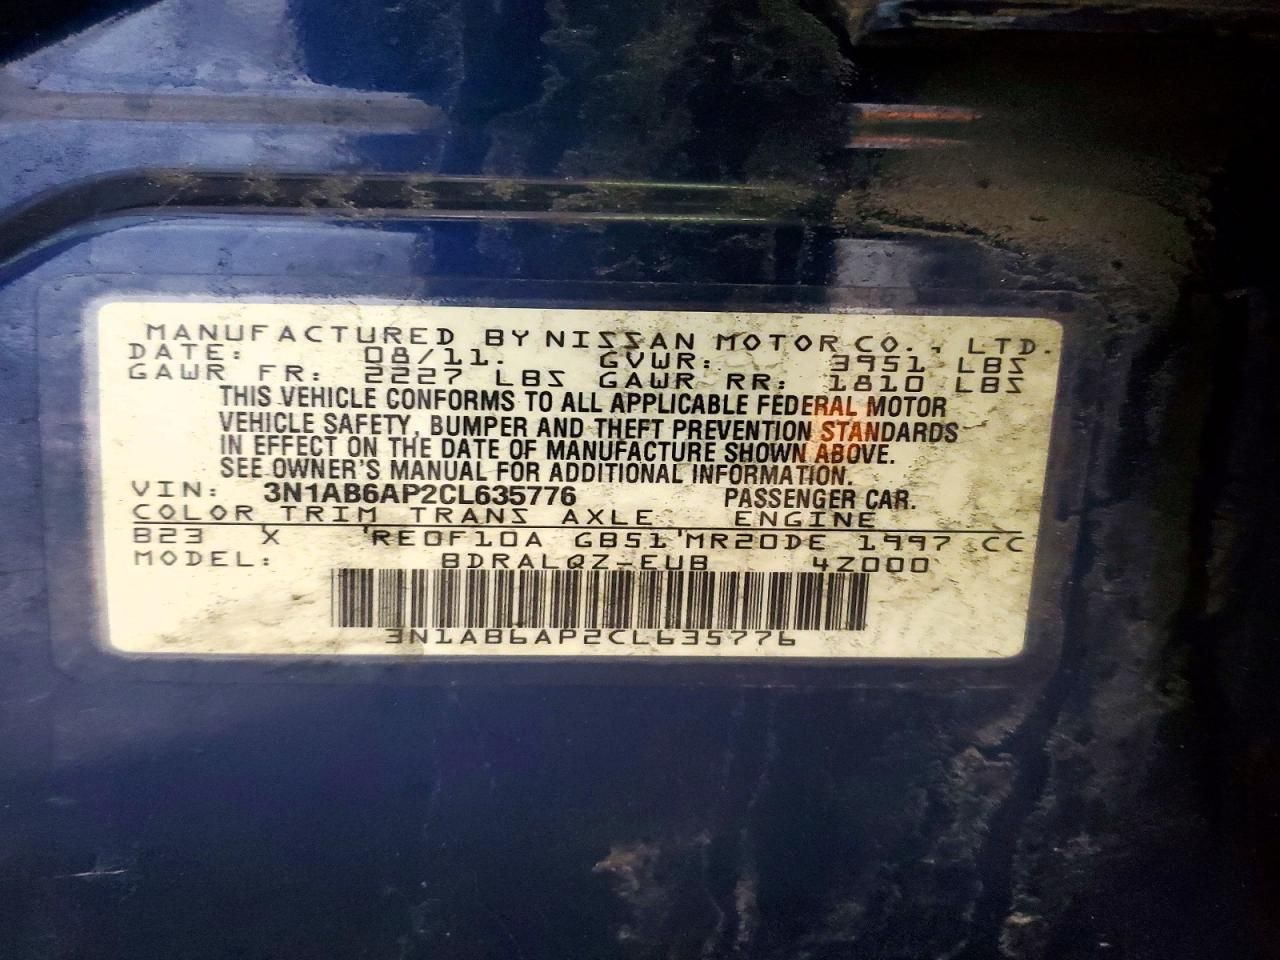 MANUFACTURED BY NISSAN MOTOR CO., LTD.
DATE: 08/11. GVWR: 3951 LBS
GAWR FR: 2227 LBS GAWR RR: 1810 LBS
THIS VEHICLE CONFORMS TO ALL APPLICABLE FEDERAL MOTOR
VEHICLE SAFETY, BUMPER AND THEFT PREVENTION STANDARDS
IN EFFECT ON THE DATE OF MANUFACTURE SHOWN ABOVE.
SEE OWNER'S MANUAL FOR ADDITIONAL INFORMATION.
VIN: 3N1AB6AP2CL635776 PASSENGER CAR.
COLOR TRIM TRANS AXLE ENGINE
B23 X 'RE0F10A GB51'MR20DE 1997 CC
MODEL: BDRALQZ-EUB 4Z000
3N1AB6AP2CL635776